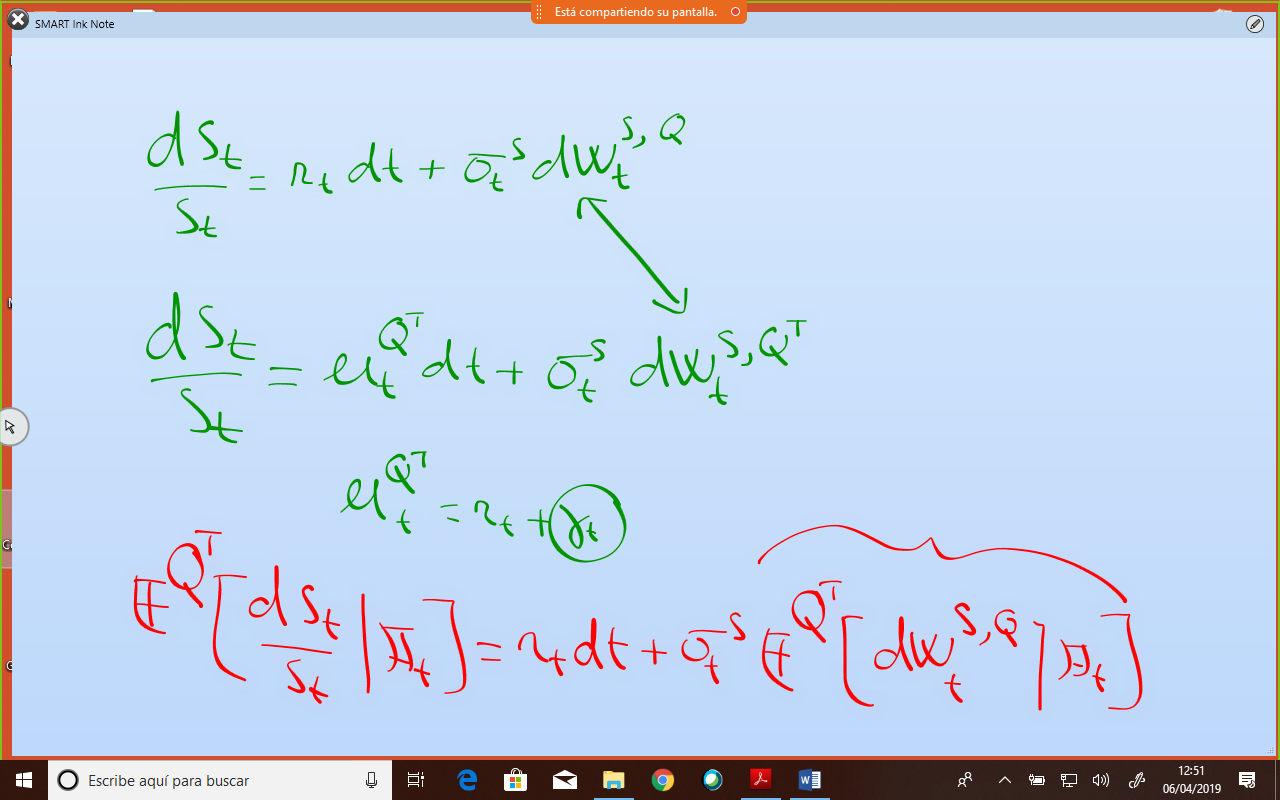 Está compartiendo su pantalla.
SMART Ink Note
dS_t / S_t = r_t dt + σ_t^S dW_t^{S,Q}
dS_t / S_t = μ_t^{Q^T} dt + σ_t^S dW_t^{S,Q^T}
μ_t^{Q^T} = r_t + γ_t
E^{Q^T}[dS_t / S_t | F_t] = r_t dt + σ_t^S E^{Q^T}[dW_t^{S,Q} | F_t]
Escribe aquí para buscar
12:51
06/04/2019